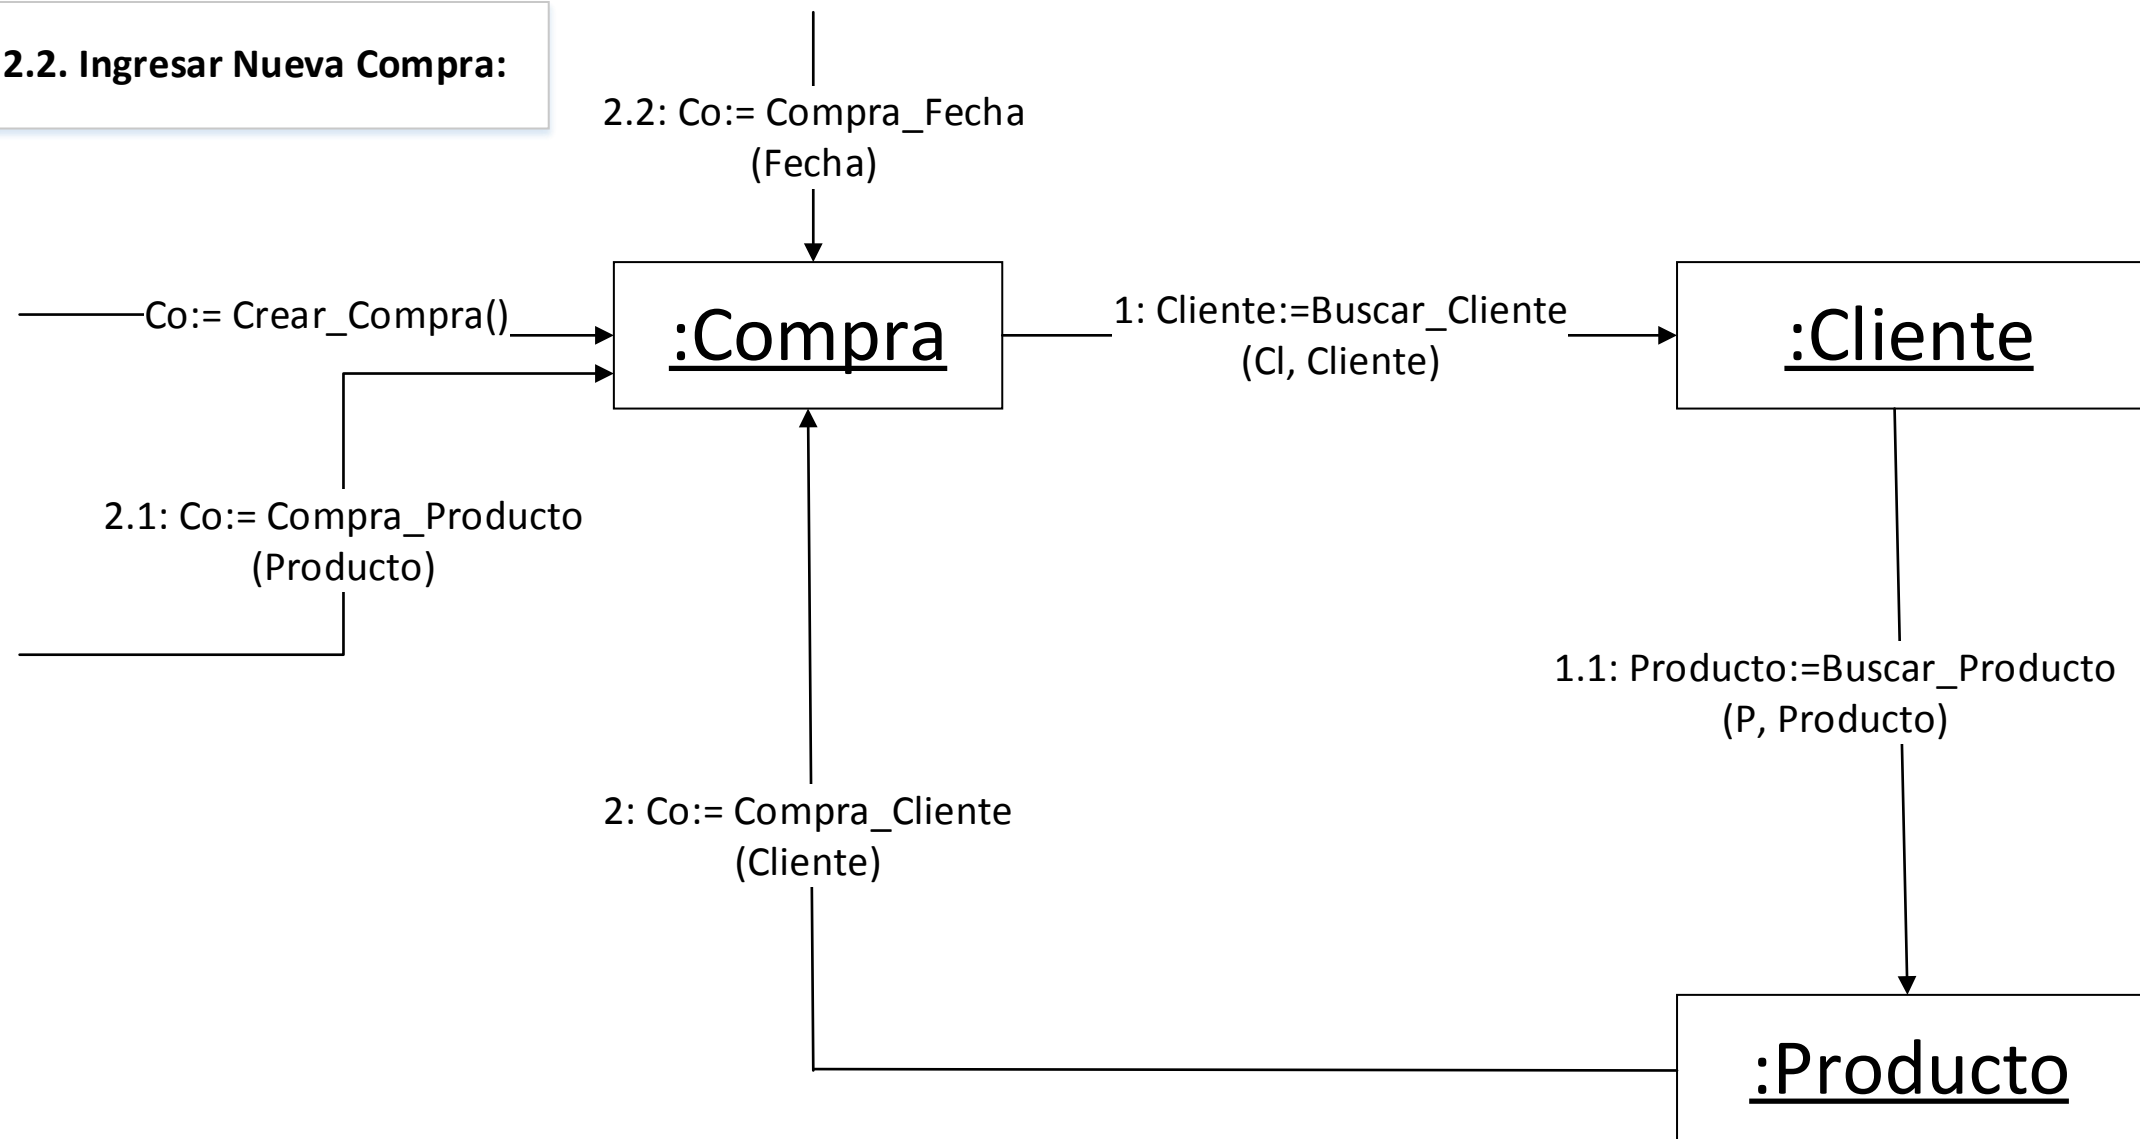 2.2. Ingresar Nueva Compra:
2.2: Co:= Compra_Fecha
(Fecha)
Co:= Crear_Compra()
:Compra
1: Cliente:=Buscar_Cliente
(Cl, Cliente)
:Cliente
2.1: Co:= Compra_Producto
(Producto)
1.1: Producto:=Buscar_Producto
(P, Producto)
2: Co:= Compra_Cliente
(Cliente)
:Producto